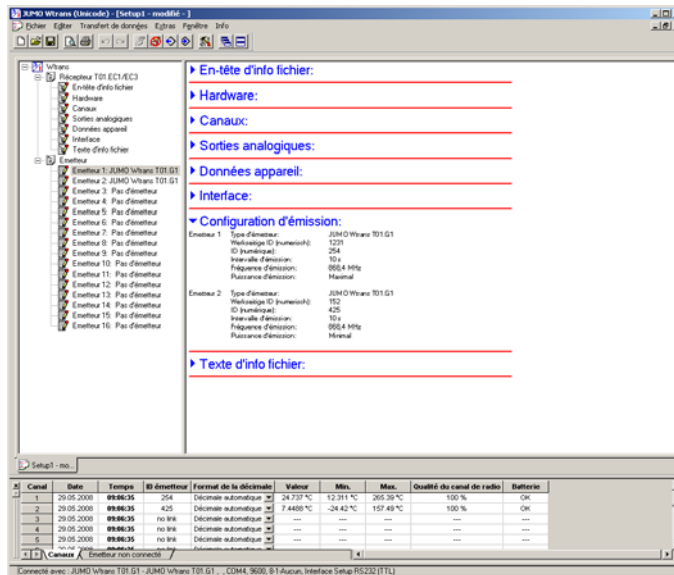 JUMO Wtrans (Unicode) - [Setup1 - modifié - ]
Fichier Editer Transfert de données Extras Fenêtre Info
Wtrans
Récepteur T01.EC1/EC3
En-tête d'info fichier
Hardware
Canaux
Sorties analogiques
Données appareil
Interface
Texte d'info fichier
Emetteur
Emetteur 1: JUMO Wtrans T01.G1
Emetteur 2: JUMO Wtrans T01.G1
Emetteur 3: Pas d'émetteur
Emetteur 4: Pas d'émetteur
Emetteur 5: Pas d'émetteur
Emetteur 6: Pas d'émetteur
Emetteur 7: Pas d'émetteur
Emetteur 8: Pas d'émetteur
Emetteur 9: Pas d'émetteur
Emetteur 10: Pas d'émetteur
Emetteur 11: Pas d'émetteur
Emetteur 12: Pas d'émetteur
Emetteur 13: Pas d'émetteur
Emetteur 14: Pas d'émetteur
Emetteur 15: Pas d'émetteur
Emetteur 16: Pas d'émetteur
En-tête d'info fichier:
Hardware:
Canaux:
Sorties analogiques:
Données appareil:
Interface:
Configuration d'émission:
Emetteur 1 Type d'émetteur: JUMO Wtrans T01.G1
Werkseitige ID (numerisch): 1231
ID (numérique): 254
Intervalle d'émission: 10 s
Fréquence d'émission: 868,4 MHz
Puissance d'émission: Maximal
Emetteur 2 Type d'émetteur: JUMO Wtrans T01.G1
Werkseitige ID (numerisch): 152
ID (numérique): 425
Intervalle d'émission: 10 s
Fréquence d'émission: 868,4 MHz
Puissance d'émission: Minimal
Texte d'info fichier:
Setup1 - mo...
Canal Date Temps ID émetteur Format de la décimale Valeur Min. Max. Qualité du canal de radio Batterie
1 29.05.2008 09:06:35 254 Décimale automatique 24.737 °C 12.311 °C 265.39 °C 100 % OK
2 29.05.2008 09:06:35 425 Décimale automatique 7.4488 °C -24.42 °C 157.49 °C 100 % OK
3 29.05.2008 09:06:35 no link Décimale automatique --- --- --- --- ---
4 29.05.2008 09:06:35 no link Décimale automatique --- --- --- --- ---
5 29.05.2008 09:06:35 no link Décimale automatique --- --- --- --- ---
Canaux Emetteur non connecté
Connecté avec : JUMO Wtrans T01.G1 - JUMO Wtrans T01.G1 , , COM4, 9600, 8-1-Aucun, Interface Setup RS232 (TTL)